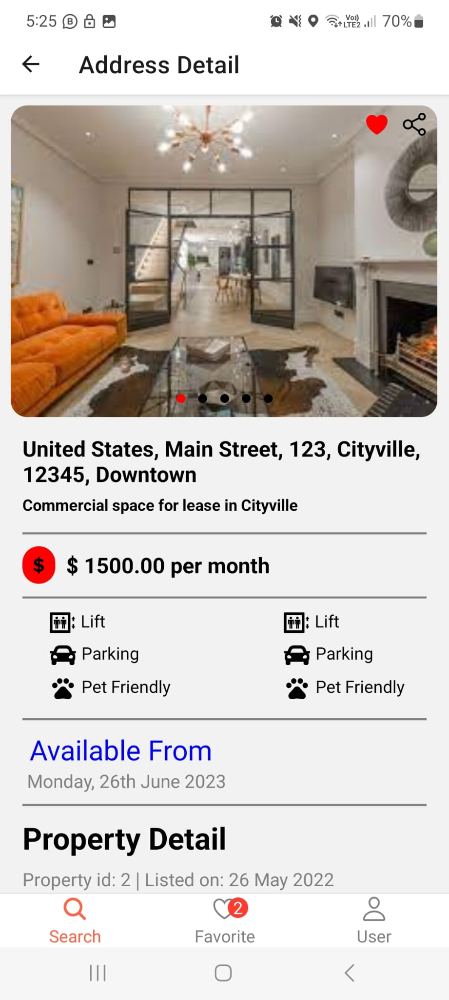 5:25
Vo)) LTE2 70%
Address Detail
United States, Main Street, 123, Cityville,
12345, Downtown
Commercial space for lease in Cityville
$ $ 1500.00 per month
Lift Lift
Parking Parking
Pet Friendly Pet Friendly
Available From
Monday, 26th June 2023
Property Detail
Property id: 2 | Listed on: 26 May 2022
2
Search Favorite User